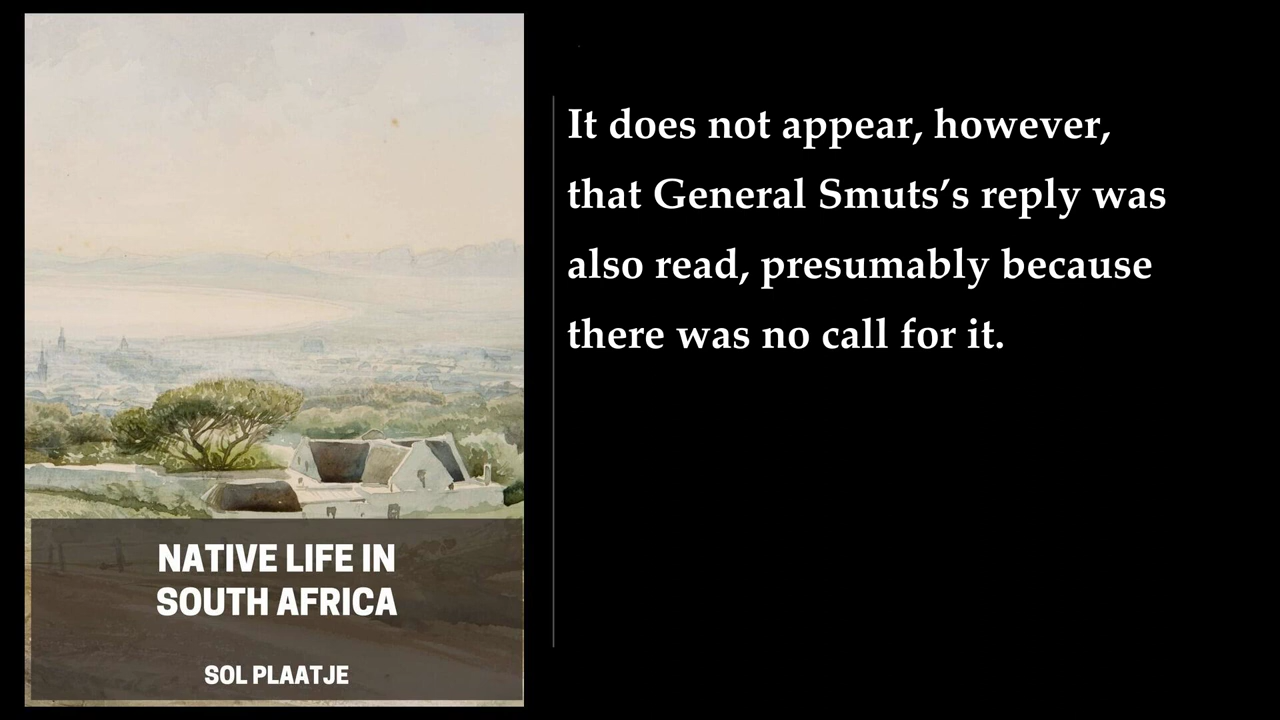 It does not appear, however,
that General Smuts’s reply was
also read, presumably because
there was no call for it.
NATIVE LIFE IN
SOUTH AFRICA
SOL PLAATJE